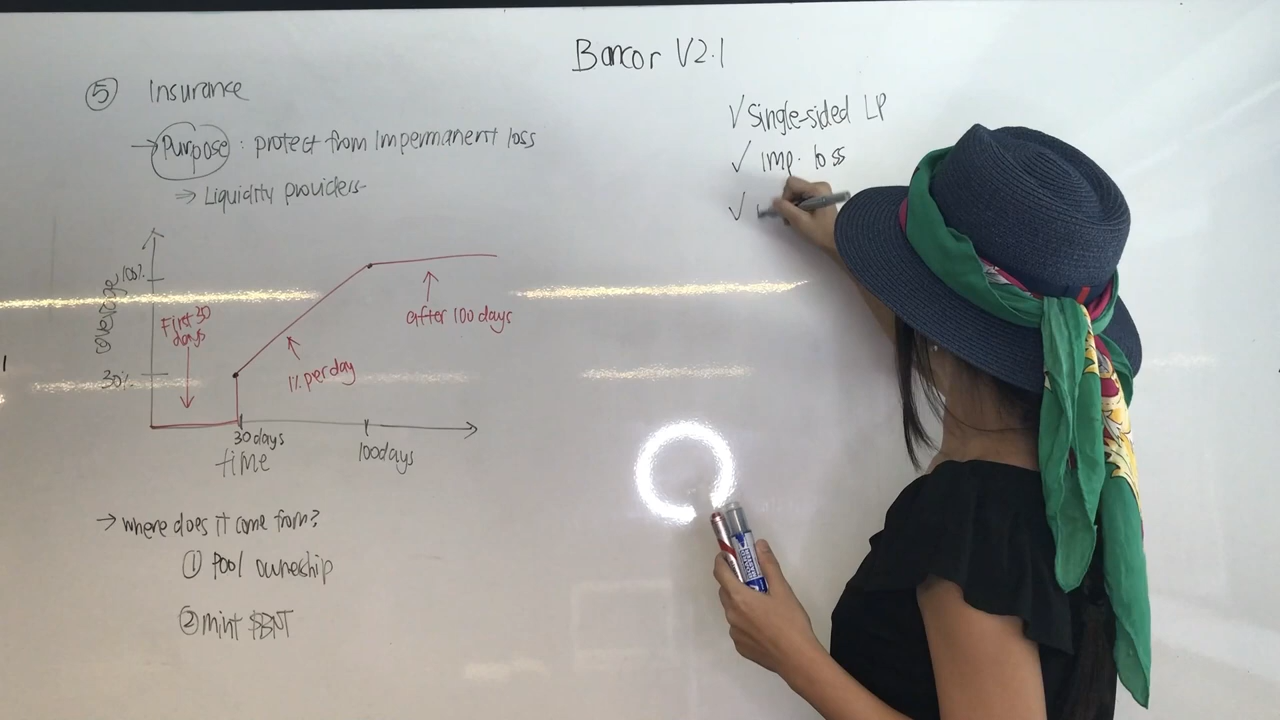 Bancor V2.1
⑤ Insurance
→ Purpose : protect from Impermanent loss
⇒ Liquidity providers
coverage
100%
30%
First 30
days
1% per day
after 100 days
30 days
100days
time
→ where does it come from?
① Pool ownership
② mint $BNT
√ Single-sided LP
√ imp. loss
√